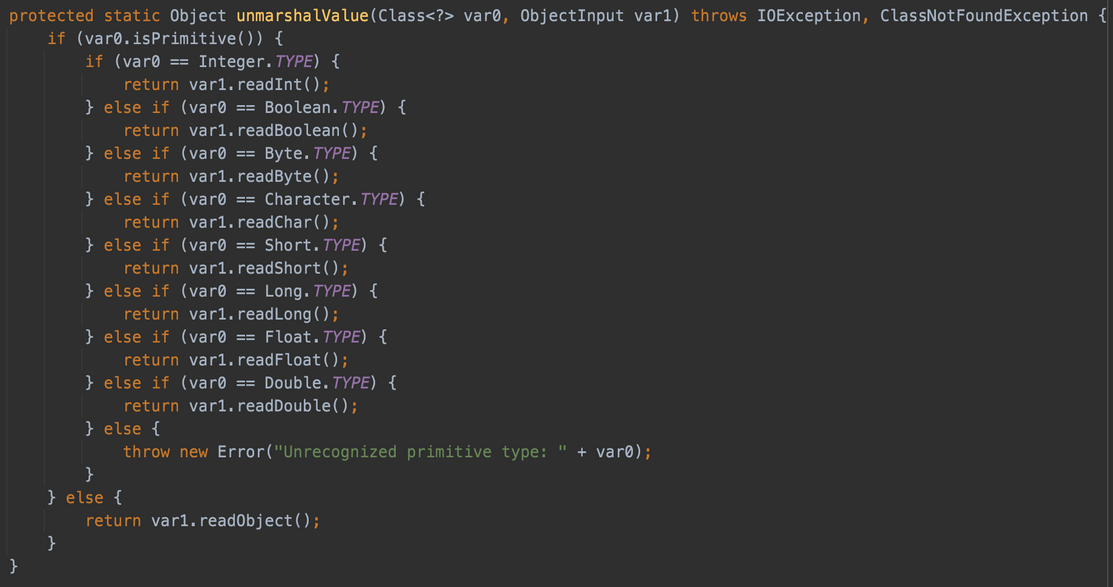 protected static Object unmarshalValue(Class<?> var0, ObjectInput var1) throws IOException, ClassNotFoundException {
    if (var0.isPrimitive()) {
        if (var0 == Integer.TYPE) {
            return var1.readInt();
        } else if (var0 == Boolean.TYPE) {
            return var1.readBoolean();
        } else if (var0 == Byte.TYPE) {
            return var1.readByte();
        } else if (var0 == Character.TYPE) {
            return var1.readChar();
        } else if (var0 == Short.TYPE) {
            return var1.readShort();
        } else if (var0 == Long.TYPE) {
            return var1.readLong();
        } else if (var0 == Float.TYPE) {
            return var1.readFloat();
        } else if (var0 == Double.TYPE) {
            return var1.readDouble();
        } else {
            throw new Error("Unrecognized primitive type: " + var0);
        }
    } else {
        return var1.readObject();
    }
}